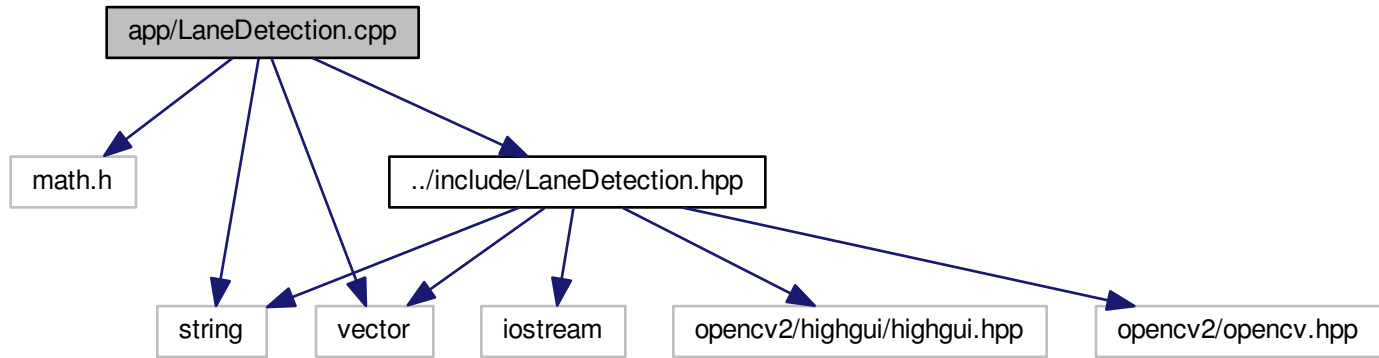 app/LaneDetection.cpp
math.h
../include/LaneDetection.hpp
string
vector
iostream
opencv2/highgui/highgui.hpp
opencv2/opencv.hpp